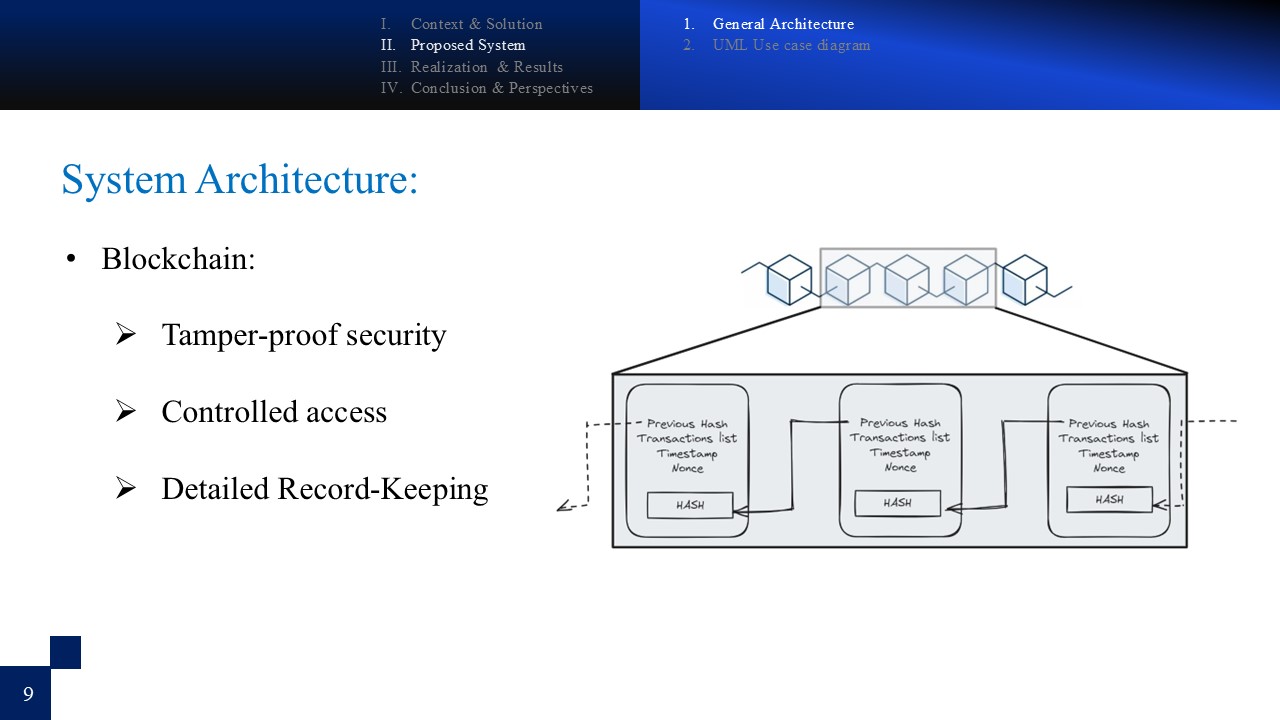 I. Context & Solution
II. Proposed System
III. Realization & Results
IV. Conclusion & Perspectives
1. General Architecture
2. UML Use case diagram
System Architecture:
• Blockchain:
➢ Tamper-proof security
➢ Controlled access
➢ Detailed Record-Keeping
Previous Hash
Transactions list
Timestamp
Nonce
HASH
Previous Hash
Transactions list
Timestamp
Nonce
HASH
Previous Hash
Transactions list
Timestamp
Nonce
HASH
9